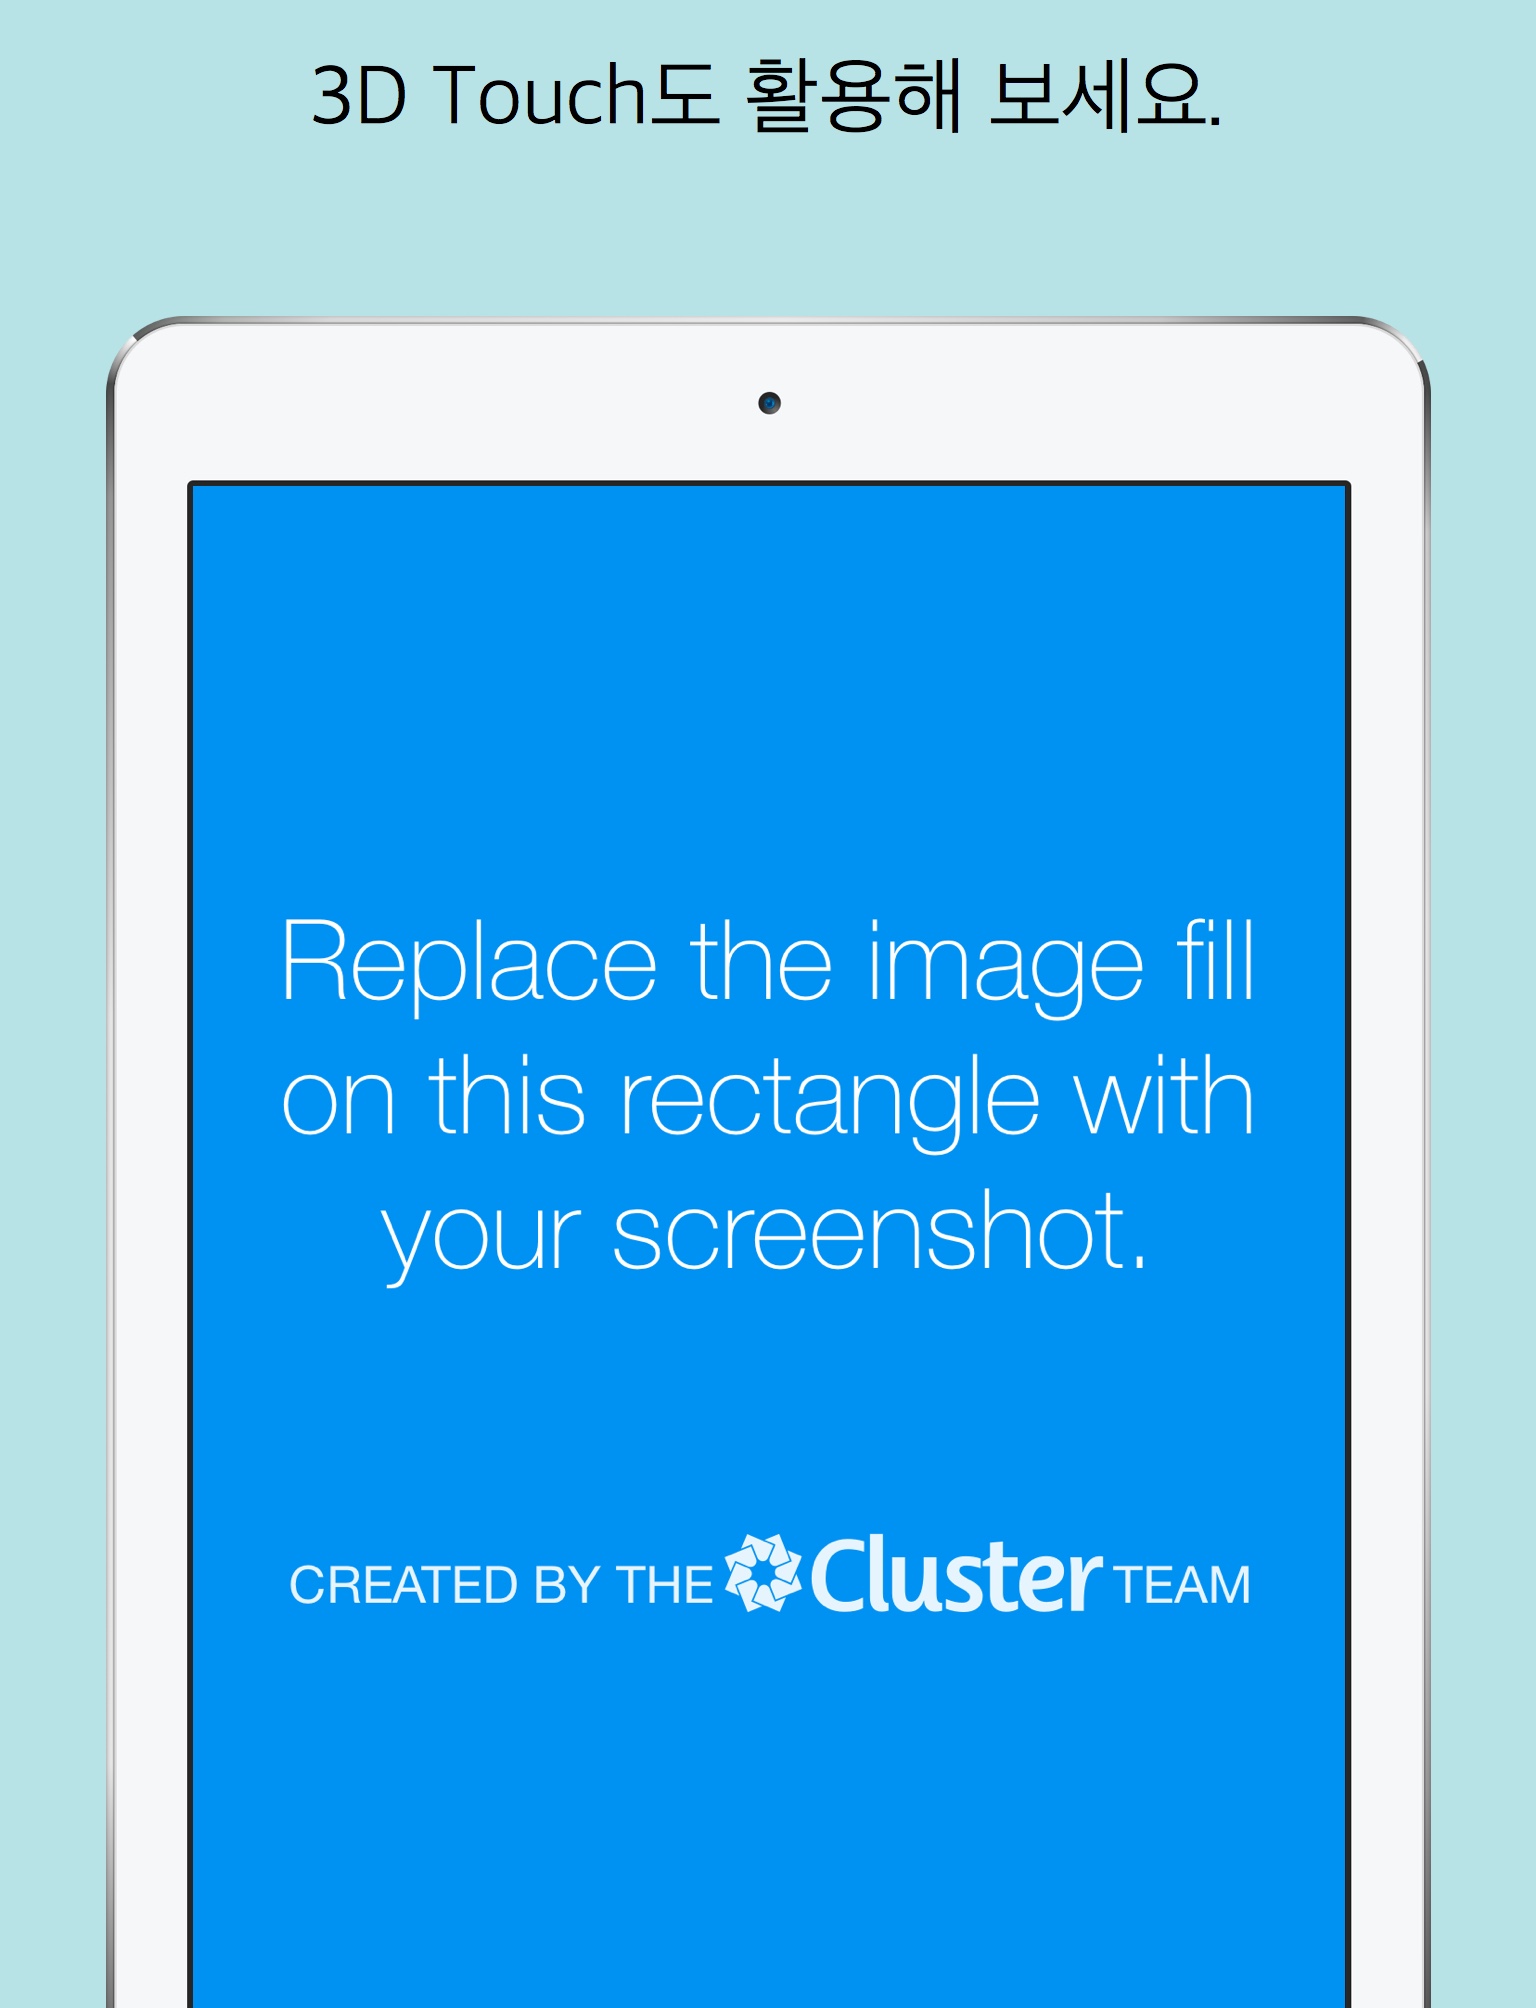 3D Touch도 활용해 보세요.
Replace the image fill
on this rectangle with
your screenshot.
CREATED BY THE Cluster TEAM